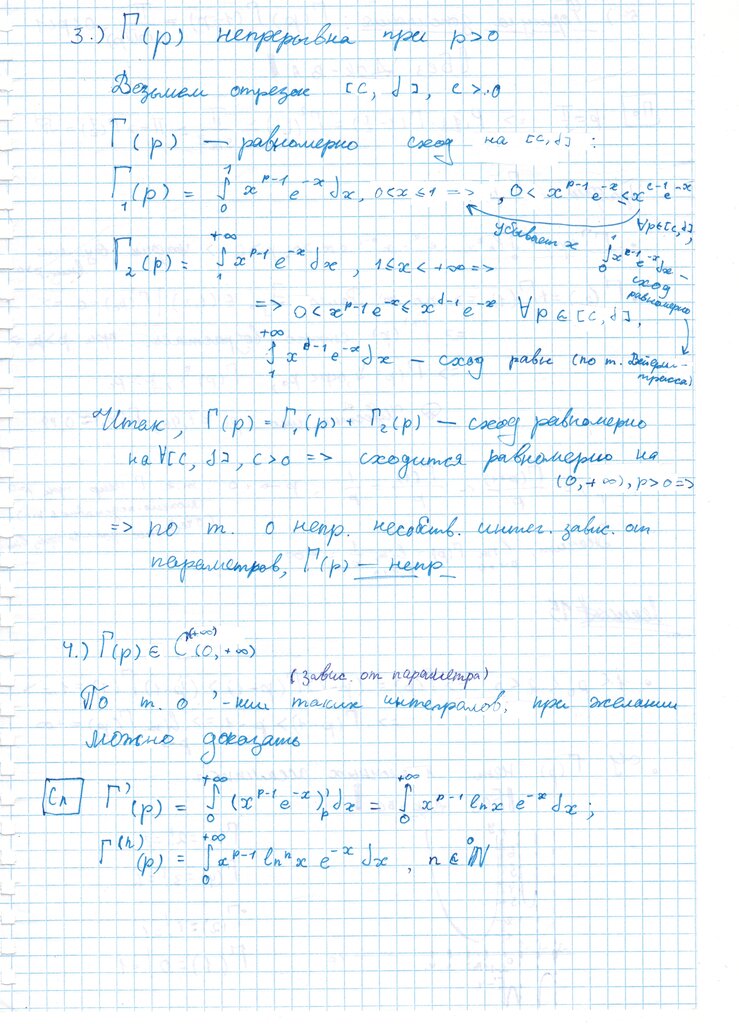 3.) Γ(p) непрерывна при p>0
Возьмем отрезок [c, d], c>0
Γ(p) — равномерно сход на [c, d] :
Γ₁(p) = ∫₀¹ x^{p-1} e^{-x} dx, 0<x≤1 => , 0 < x^{p-1} e^{-x} ≤ x^{c-1} e^{-x}
убывает x
∀p∈[c, d],
∫₀¹ x^{c-1} e^{-x} dx —
сход
равномерно
Γ₂(p) = ∫₁^{+∞} x^{p-1} e^{-x} dx, 1≤x<+∞ =>
=> 0 < x^{p-1} e^{-x} ≤ x^{d-1} e^{-x} ∀p∈[c, d],
∫₁^{+∞} x^{d-1} e^{-x} dx — сход равн (по т. Вейерш-
трасса)
Итак, Γ(p) = Γ₁(p) + Γ₂(p) — сход равномерно
на ∀[c, d], c>0 => сходится равномерно на
(0, +∞), p>0 =>
=> по т. о непр. несобств. интег. завис. от
параметров, Γ(p) — непр
4.) Γ(p) ∈ C^{(+∞)}(0, +∞)
(завис. от параметра)
По т. о '-нии таких интегралов, при желании
можно доказать
Сл Γ'(p) = ∫₀^{+∞} (x^{p-1} e^{-x})'_p dx = ∫₀^{+∞} x^{p-1} ln x e^{-x} dx ;
Γ^{(n)}(p) = ∫₀^{+∞} x^{p-1} lnⁿ x e^{-x} dx , n ∈ ℕ